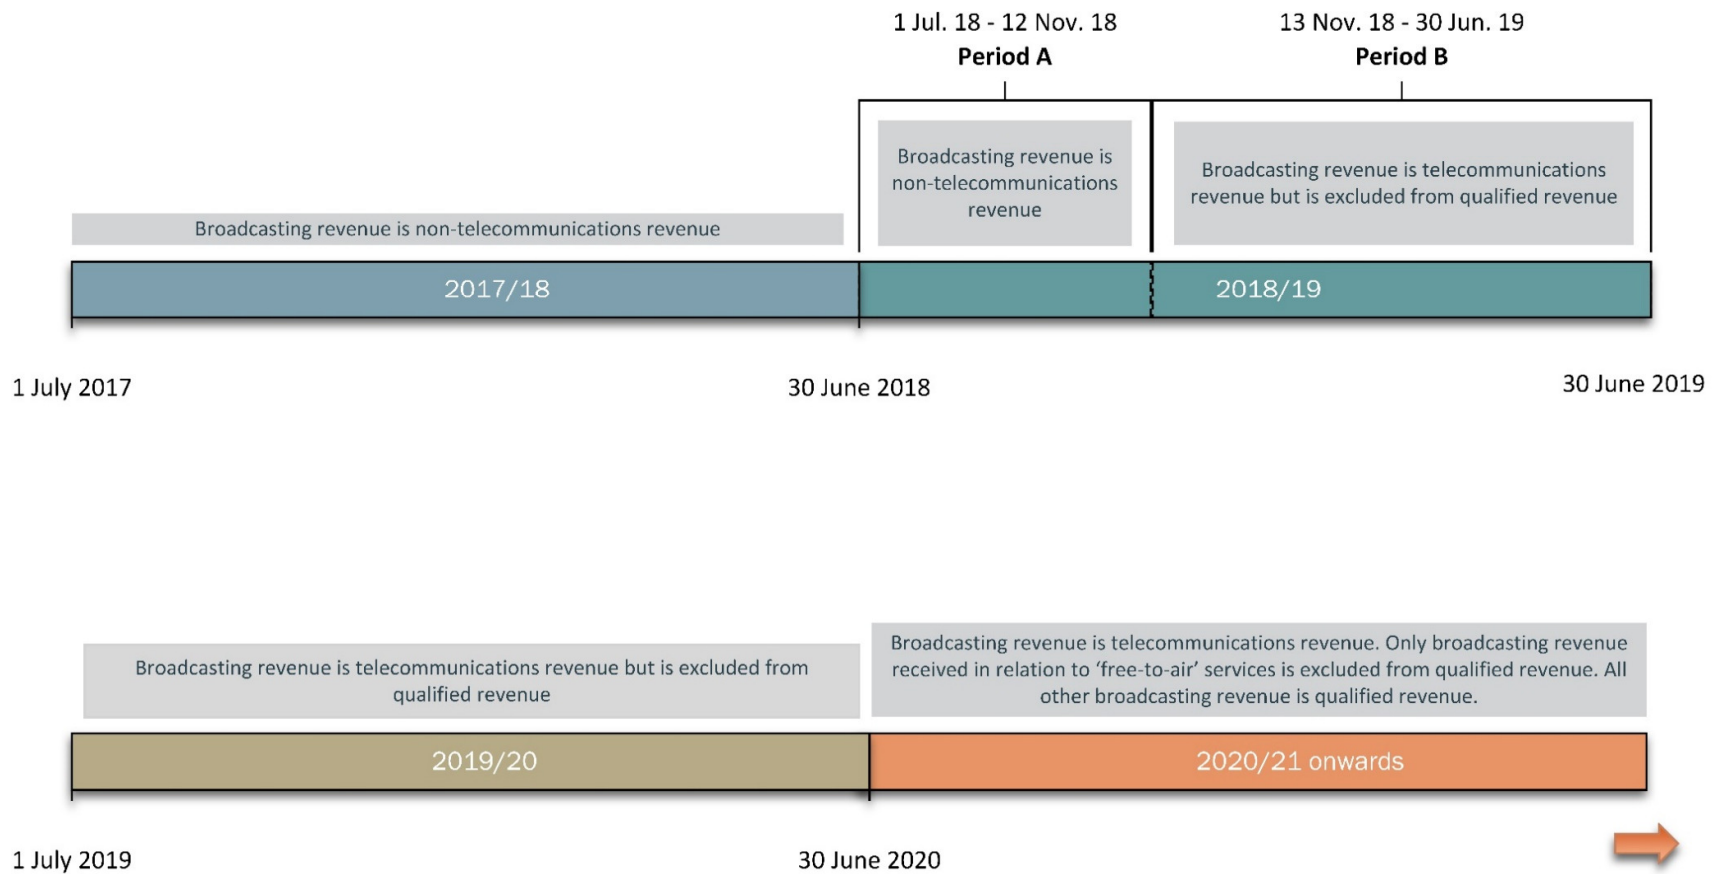 1 Jul. 18 - 12 Nov. 18
Period A
13 Nov. 18 - 30 Jun. 19
Period B
Broadcasting revenue is non-telecommunications revenue
Broadcasting revenue is
non-telecommunications
revenue
Broadcasting revenue is telecommunications
revenue but is excluded from qualified revenue
2017/18
2018/19
1 July 2017
30 June 2018
30 June 2019
Broadcasting revenue is telecommunications revenue but is excluded from
qualified revenue
Broadcasting revenue is telecommunications revenue. Only broadcasting revenue
received in relation to ‘free-to-air’ services is excluded from qualified revenue. All
other broadcasting revenue is qualified revenue.
2019/20
2020/21 onwards
1 July 2019
30 June 2020